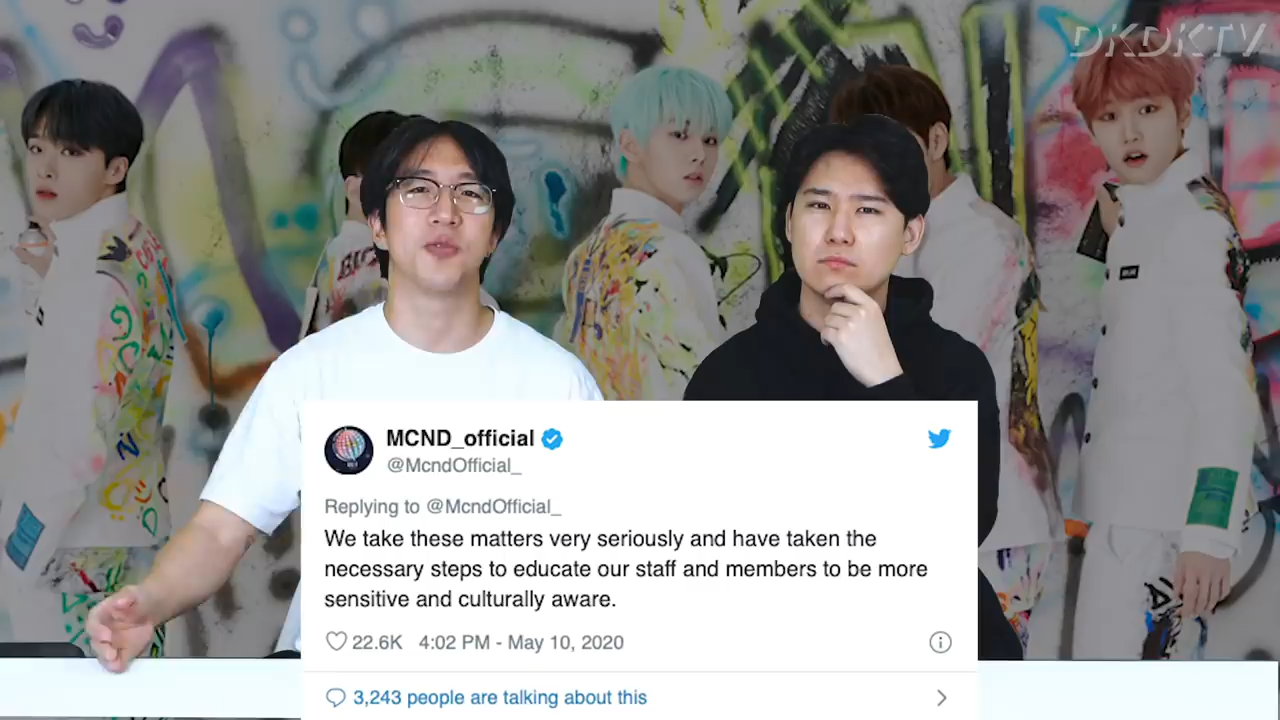 DKDKTV
MCND_official
@McndOfficial_
Replying to @McndOfficial_
We take these matters very seriously and have taken the
necessary steps to educate our staff and members to be more
sensitive and culturally aware.
22.6K 4:02 PM - May 10, 2020
3,243 people are talking about this